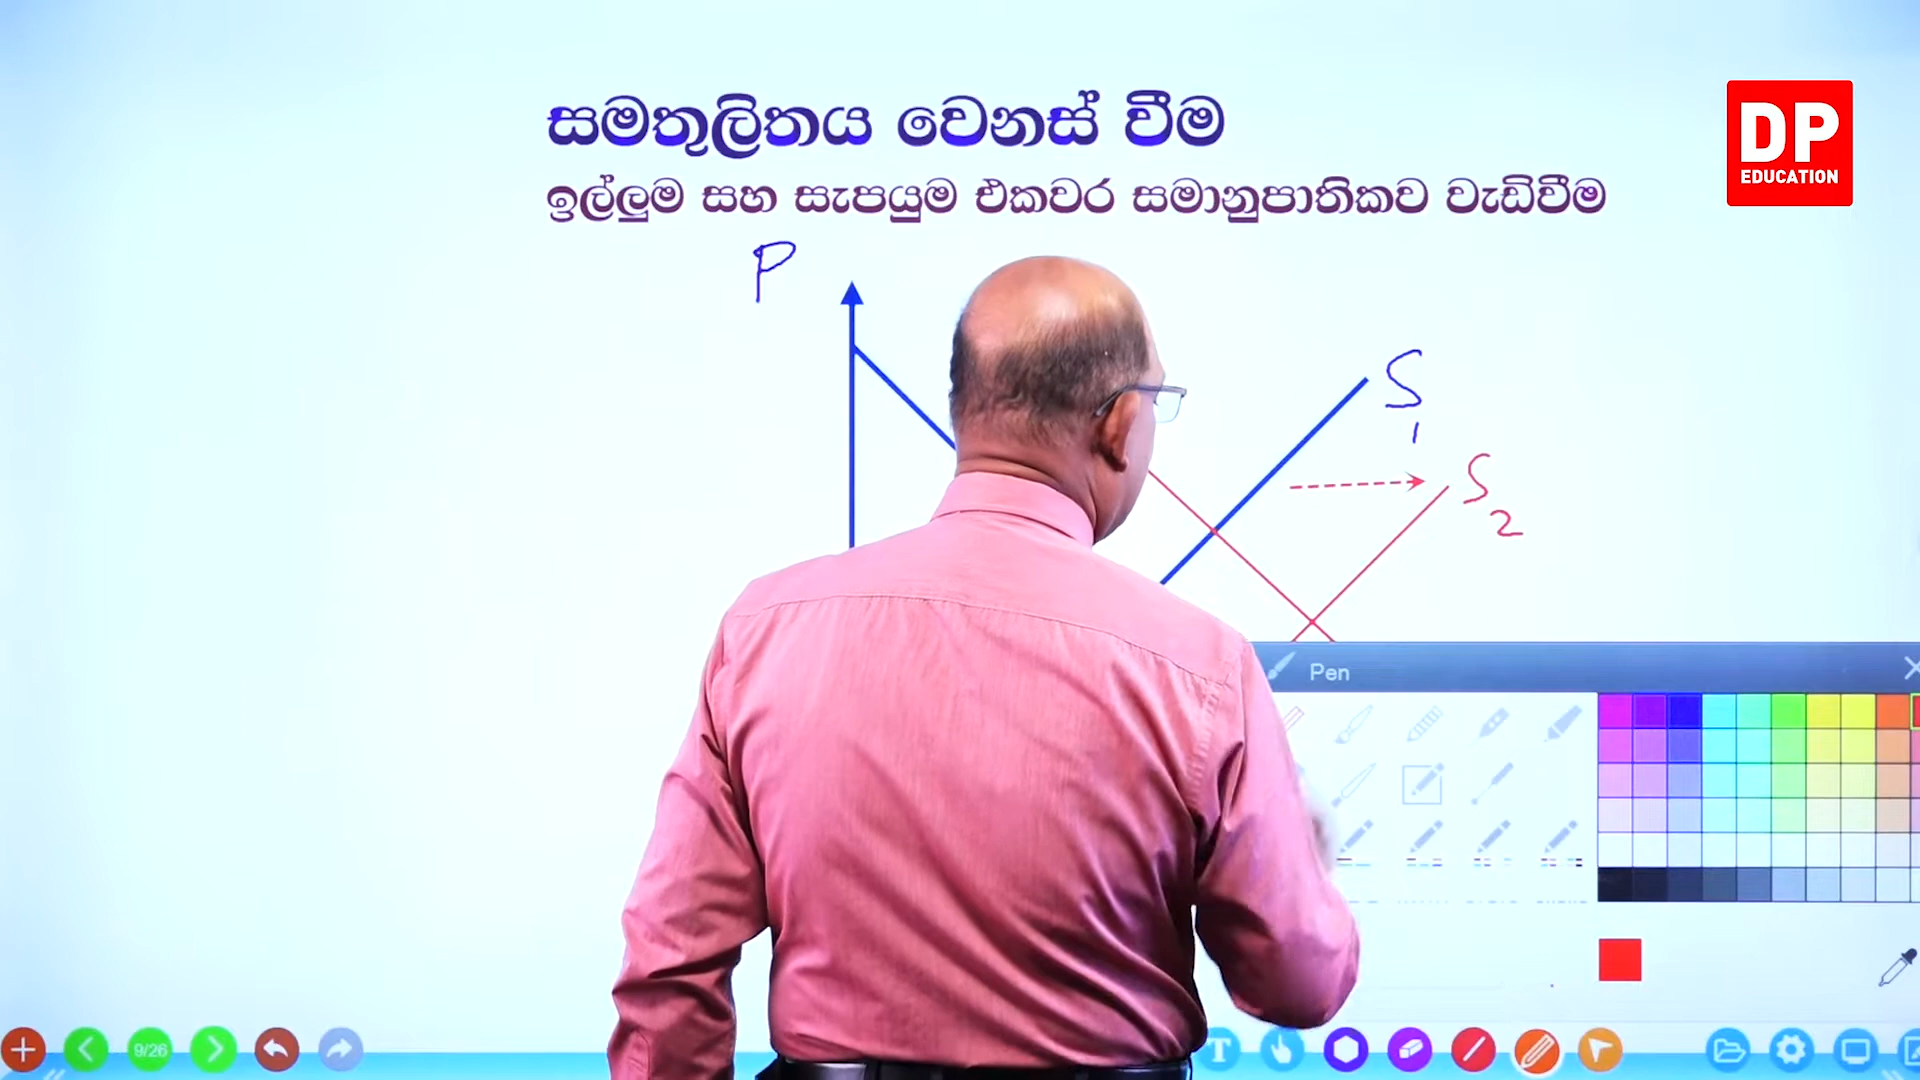 සමතුලිතය වෙනස් වීම
DP
EDUCATION
ඉල්ලුම සහ සැපයුම එකවර සමානුපාතිකව වැඩිවීම
P
S1
S2
Pen
9/26
T